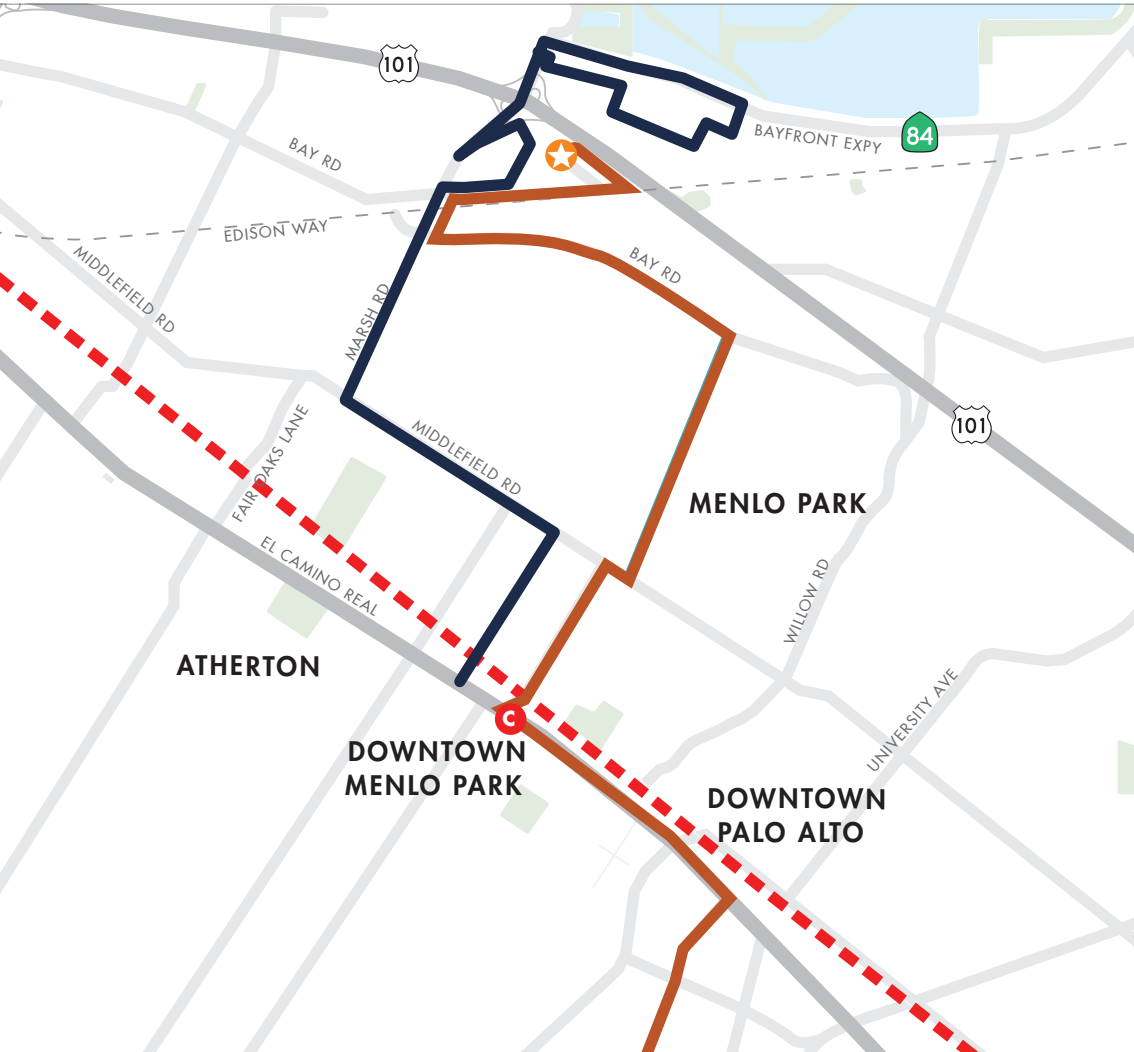 101
BAYFRONT EXPY
84
BAY RD
EDISON WAY
MIDDLEFIELD RD
BAY RD
MARSH RD
101
FAIR OAKS LANE
MIDDLEFIELD RD
MENLO PARK
EL CAMINO REAL
WILLOW RD
ATHERTON
UNIVERSITY AVE
C
DOWNTOWN
MENLO PARK
DOWNTOWN
PALO ALTO